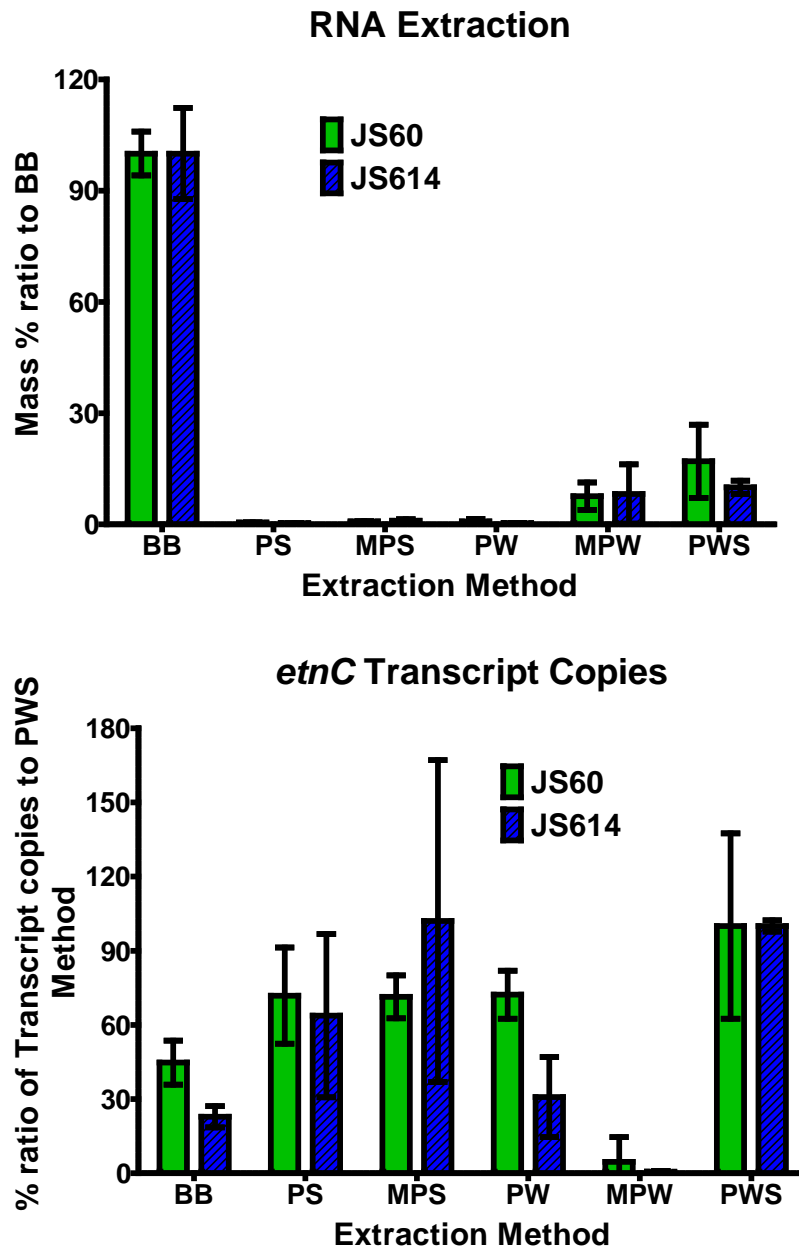 RNA Extraction
Mass % ratio to BB
120
90
60
30
0
JS60
JS614
BB PS MPS PW MPW PWS
Extraction Method
etnC Transcript Copies
% ratio of Transcript copies to PWS
Method
180
150
120
90
60
30
0
JS60
JS614
BB PS MPS PW MPW PWS
Extraction Method